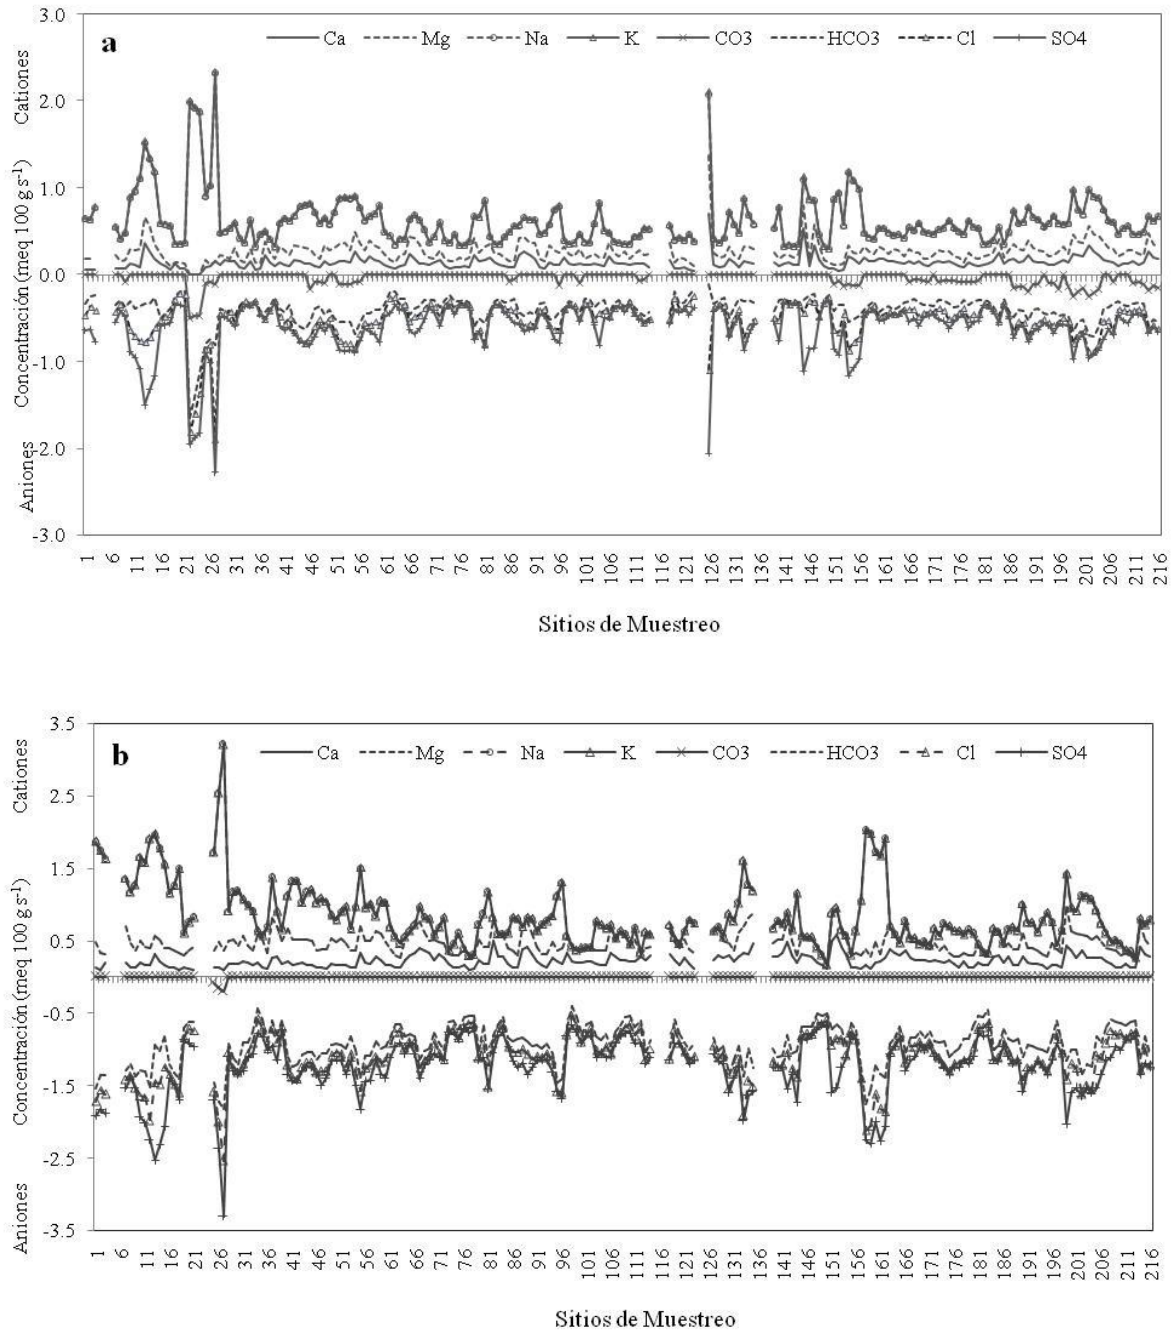 3.0
a
Ca Mg Na K CO3 HCO3 Cl SO4
2.0
1.0
0.0
-1.0
-2.0
-3.0
Aniones Concentración (meq 100 g s-1) Cationes
1 6 11 16 21 26 31 36 41 46 51 56 61 66 71 76 81 86 91 96 101 106 111 116 121 126 131 136 141 146 151 156 161 166 171 176 181 186 191 196 201 206 211 216
Sitios de Muestreo
3.5
b
Ca Mg Na K CO3 HCO3 Cl SO4
2.5
1.5
0.5
-0.5
-1.5
-2.5
-3.5
Aniones Concentración (meq 100 g s-1) Cationes
1 6 11 16 21 26 31 36 41 46 51 56 61 66 71 76 81 86 91 96 101 106 111 116 121 126 131 136 141 146 151 156 161 166 171 176 181 186 191 196 201 206 211 216
Sitios de Muestreo